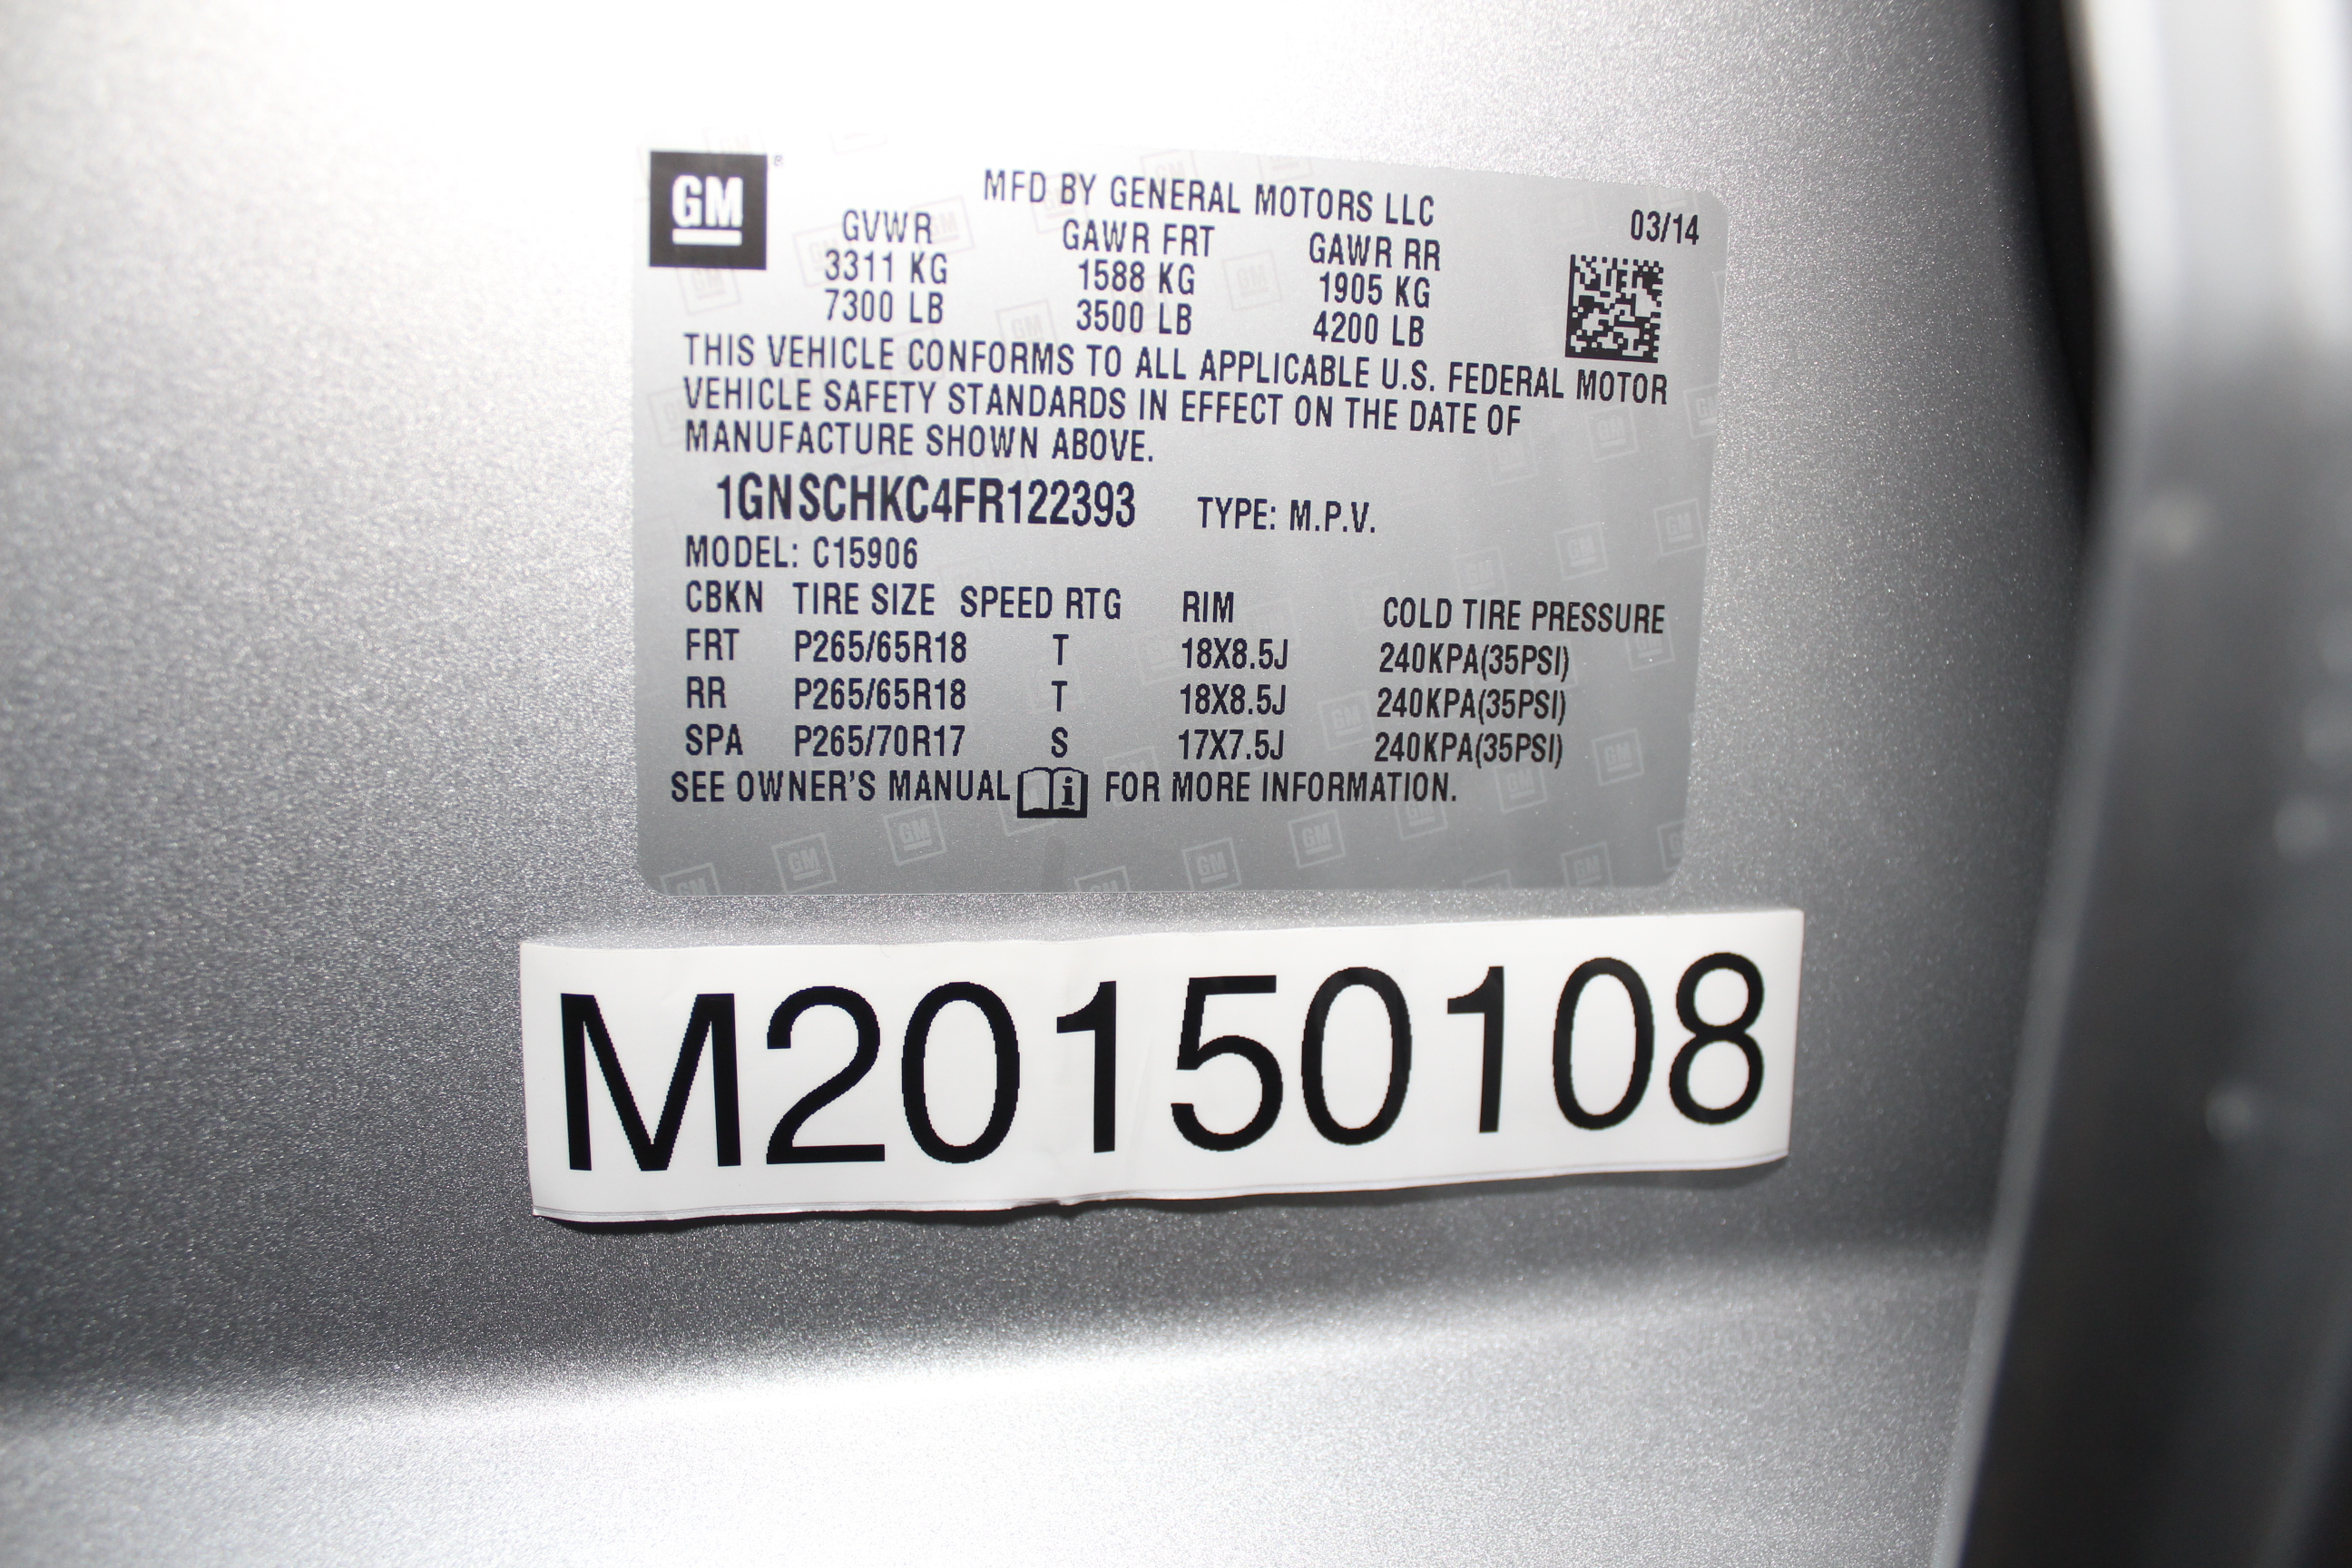 GM
MFD BY GENERAL MOTORS LLC
03/14
GVWR GAWR FRT GAWR RR
3311 KG 1588 KG 1905 KG
7300 LB 3500 LB 4200 LB
THIS VEHICLE CONFORMS TO ALL APPLICABLE U.S. FEDERAL MOTOR
VEHICLE SAFETY STANDARDS IN EFFECT ON THE DATE OF
MANUFACTURE SHOWN ABOVE.
1GNSCHKC4FR122393 TYPE: M.P.V.
MODEL: C15906
CBKN TIRE SIZE SPEED RTG RIM COLD TIRE PRESSURE
FRT P265/65R18 T 18X8.5J 240KPA(35PSI)
RR P265/65R18 T 18X8.5J 240KPA(35PSI)
SPA P265/70R17 S 17X7.5J 240KPA(35PSI)
SEE OWNER'S MANUAL i FOR MORE INFORMATION.
M20150108